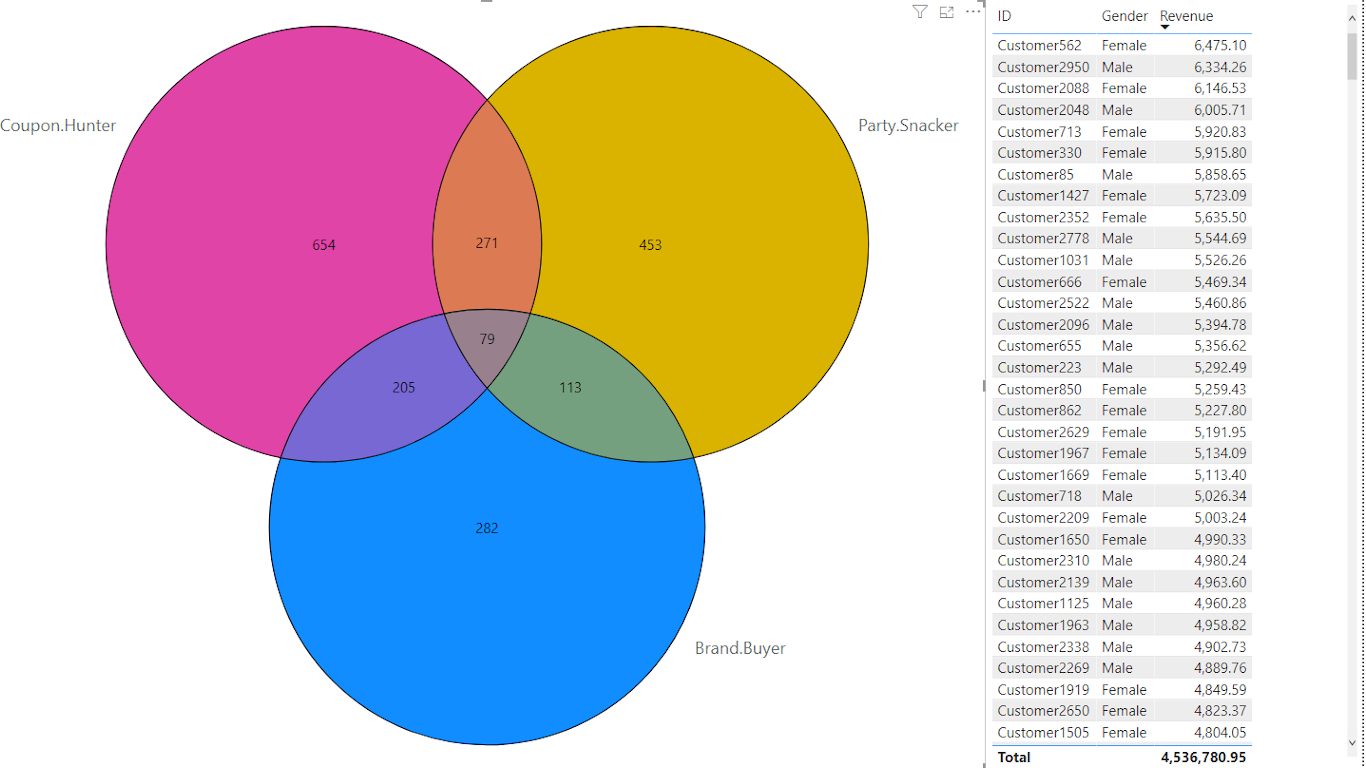 Coupon.Hunter
Party.Snacker
654
271
453
79
205
113
282
Brand.Buyer
ID Gender Revenue
Customer562 Female 6,475.10
Customer2950 Male 6,334.26
Customer2088 Female 6,146.53
Customer2048 Male 6,005.71
Customer713 Female 5,920.83
Customer330 Female 5,915.80
Customer85 Male 5,858.65
Customer1427 Female 5,723.09
Customer2352 Female 5,635.50
Customer2778 Male 5,544.69
Customer1031 Male 5,526.26
Customer666 Female 5,469.34
Customer2522 Male 5,460.86
Customer2096 Male 5,394.78
Customer655 Male 5,356.62
Customer223 Male 5,292.49
Customer850 Female 5,259.43
Customer862 Female 5,227.80
Customer2629 Female 5,191.95
Customer1967 Female 5,134.09
Customer1669 Female 5,113.40
Customer718 Male 5,026.34
Customer2209 Female 5,003.24
Customer1650 Female 4,990.33
Customer2310 Male 4,980.24
Customer2139 Male 4,963.60
Customer1125 Male 4,960.28
Customer1963 Male 4,958.82
Customer2338 Male 4,902.73
Customer2269 Male 4,889.76
Customer1919 Female 4,849.59
Customer2650 Female 4,823.37
Customer1505 Female 4,804.05
Total 4,536,780.95